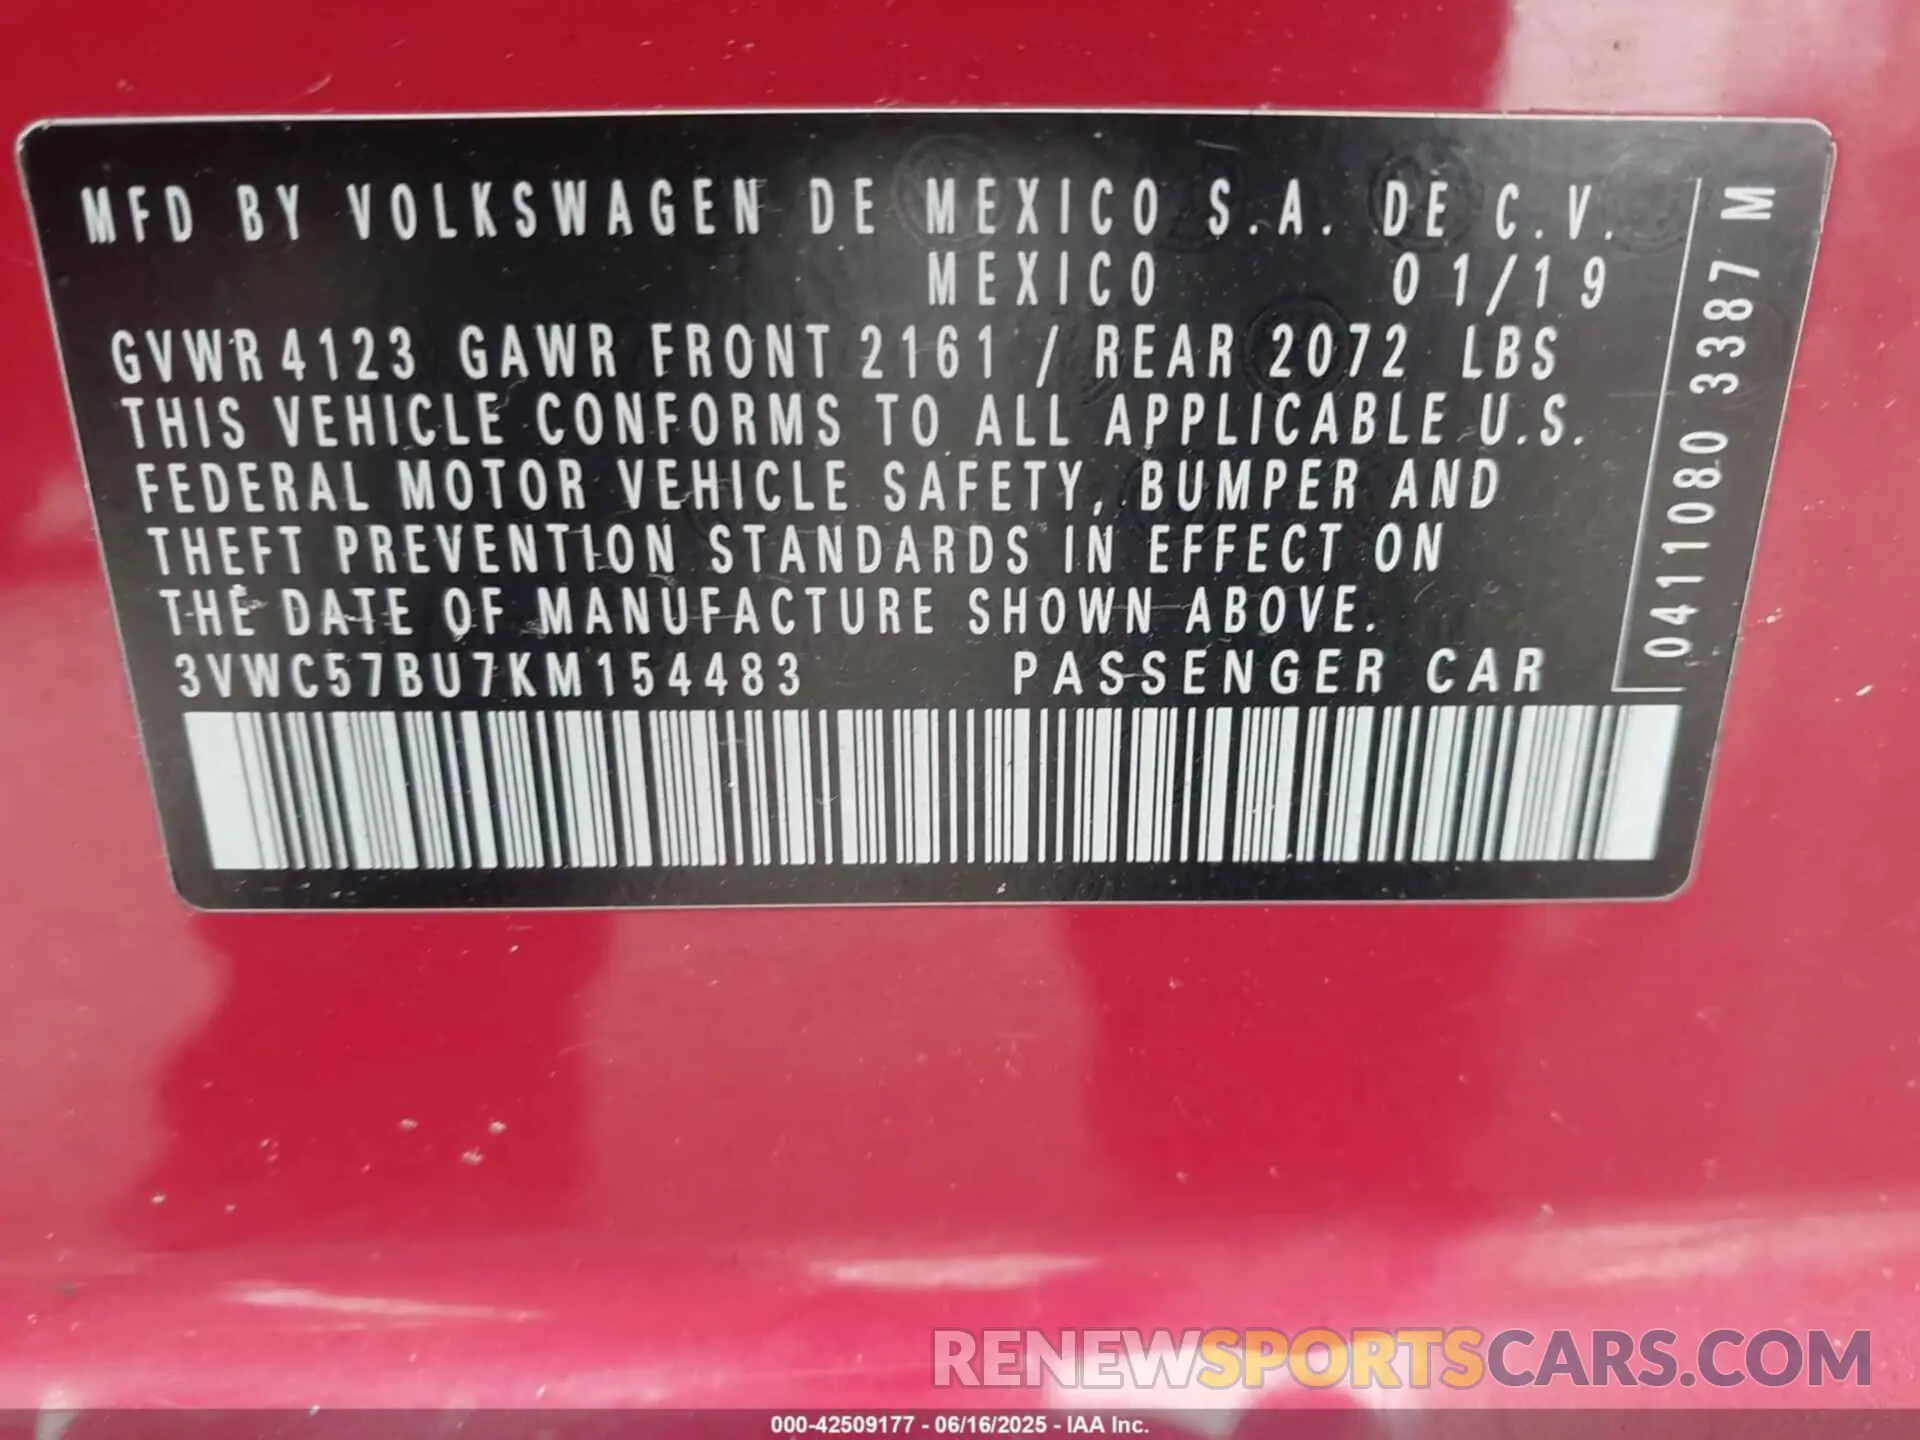 MFD BY VOLKSWAGEN DE MEXICO S.A. DE C.V.
MEXICO 01/19
GVWR 4123 GAWR FRONT 2161 / REAR 2072 LBS
THIS VEHICLE CONFORMS TO ALL APPLICABLE U.S.
FEDERAL MOTOR VEHICLE SAFETY, BUMPER AND
THEFT PREVENTION STANDARDS IN EFFECT ON
THE DATE OF MANUFACTURE SHOWN ABOVE.
3VWC57BU7KM154483 PASSENGER CAR
0411080 3387 M
RENEWSPORTSCARS.COM
000-42509177 - 06/16/2025 - IAA Inc.